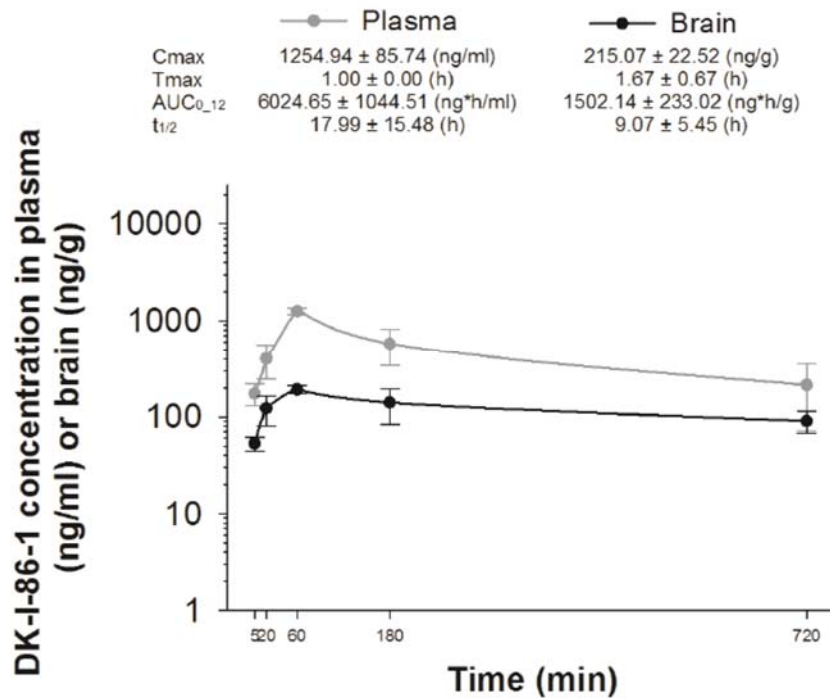 Plasma Brain
Cmax 1254.94 ± 85.74 (ng/ml) 215.07 ± 22.52 (ng/g)
Tmax 1.00 ± 0.00 (h) 1.67 ± 0.67 (h)
AUC0_12 6024.65 ± 1044.51 (ng*h/ml) 1502.14 ± 233.02 (ng*h/g)
t1/2 17.99 ± 15.48 (h) 9.07 ± 5.45 (h)
DK-I-86-1 concentration in plasma
(ng/ml) or brain (ng/g)
10000
1000
100
10
1
5 20 60 180 720
Time (min)